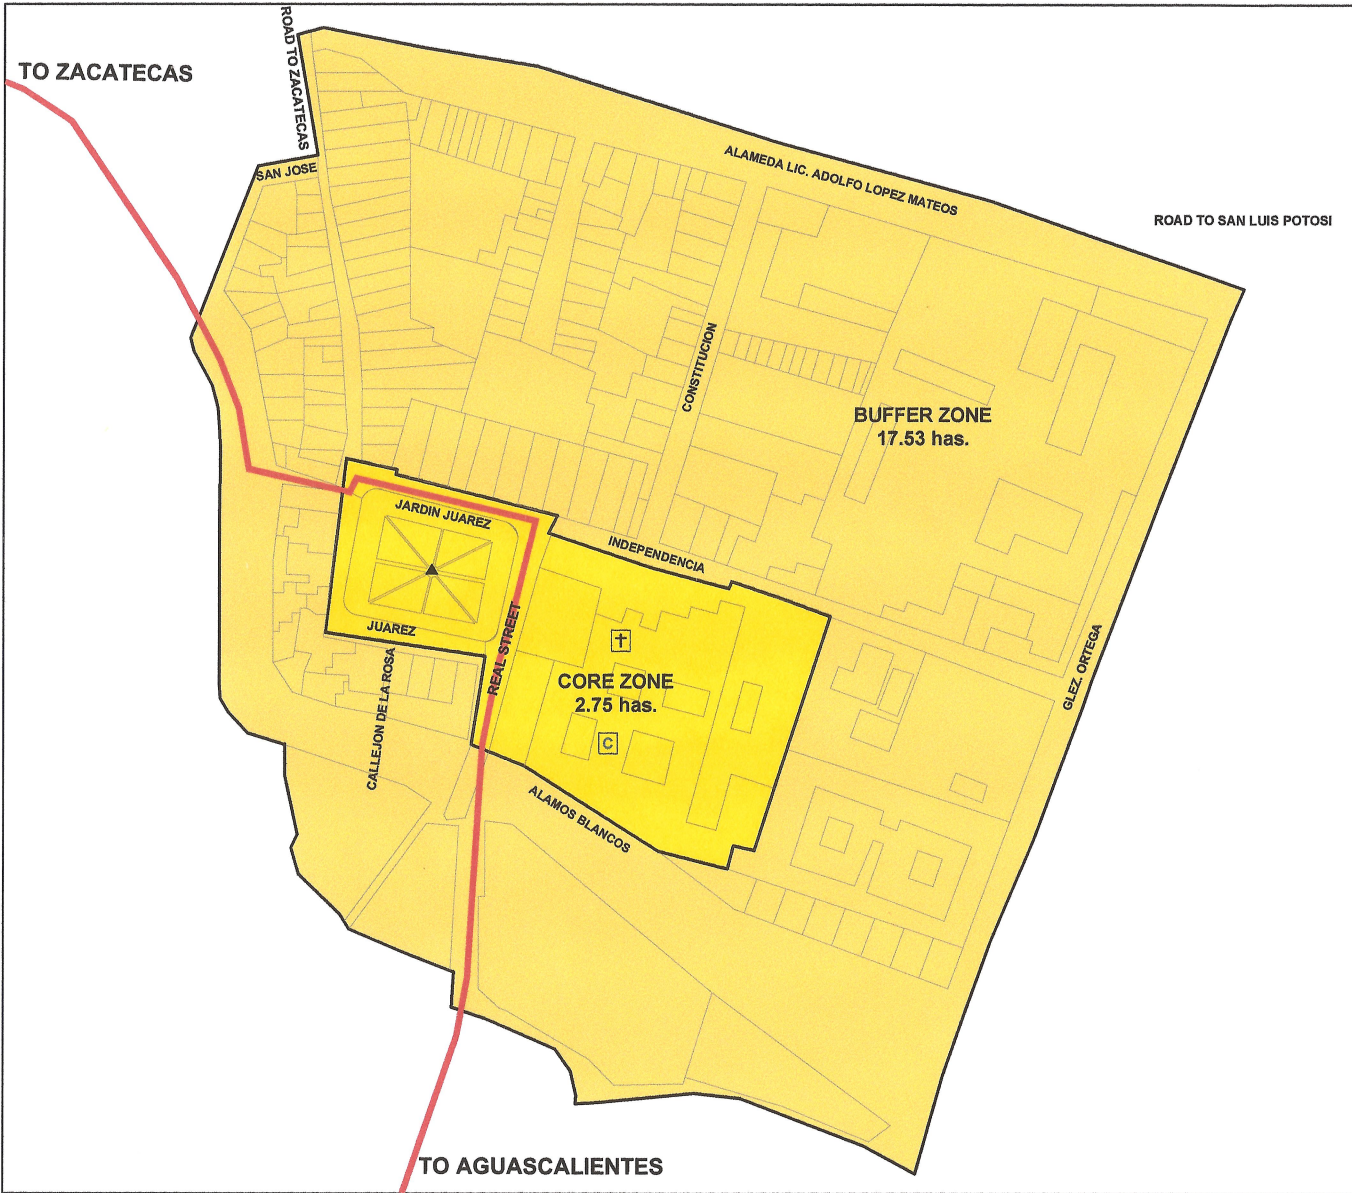 TO ZACATECAS
ROAD TO ZACATECAS
SAN JOSE
ALAMEDA LIC. ADOLFO LOPEZ MATEOS
ROAD TO SAN LUIS POTOSI
CONSTITUCION
BUFFER ZONE
17.53 has.
JARDIN JUAREZ
INDEPENDENCIA
JUAREZ
REAL STREET
CALLEJON DE LA ROSA
CORE ZONE
2.75 has.
C
GLEZ. ORTEGA
ALAMOS BLANCOS
TO AGUASCALIENTES